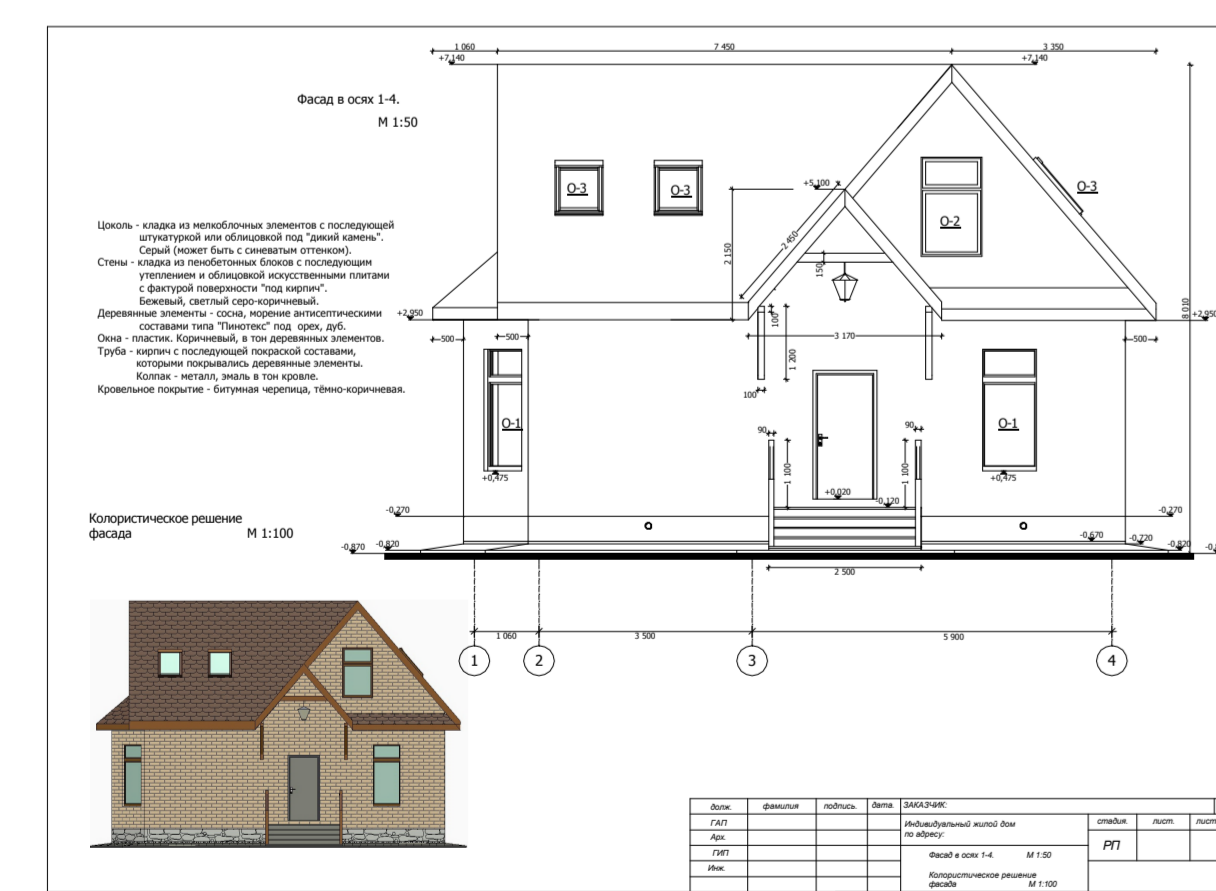 1 060
7 450
3 350
+7,140
+7,140
Фасад в осях 1-4.
М 1:50
О-3
О-3
+5,100
О-2
О-3
2 450
2 150
150
8 010
Цоколь - кладка из мелкоблочных элементов с последующей
штукатуркой или облицовкой под "дикий камень".
Серый (может быть с синеватым оттенком).
Стены - кладка из пенобетонных блоков с последующим
утеплением и облицовкой искусственными плитами
с фактурой поверхности "под кирпич".
Бежевый, светлый серо-коричневый.
Деревянные элементы - сосна, морение антисептическими
составами типа "Пинотекс" под орех, дуб.
Окна - пластик. Коричневый, в тон деревянных элементов.
Труба - кирпич с последующей покраской составами,
которыми покрывались деревянные элементы.
Колпак - металл, эмаль в тон кровле.
Кровельное покрытие - битумная черепица, тёмно-коричневая.
+2,950
+2,950
500
500
100
3 170
500
1 200
100
О-1
90
90
О-1
+0,475
1 100
1 100
+0,475
+0,020
-0,120
-0,270
-0,270
Колористическое решение
фасада М 1:100
-0,870
-0,820
-0,670
-0,720
-0,820
2 500
1 060
3 500
5 900
1
2
3
4
долж. фамилия подпись. дата. ЗАКАЗЧИК:
ГАП
Арх.
ГИП
Инж.
Индивидуальный жилой дом
по адресу:
стадия. лист. лист
РП
Фасад в осях 1-4. М 1:50
Колористическое решение
фасада М 1:100